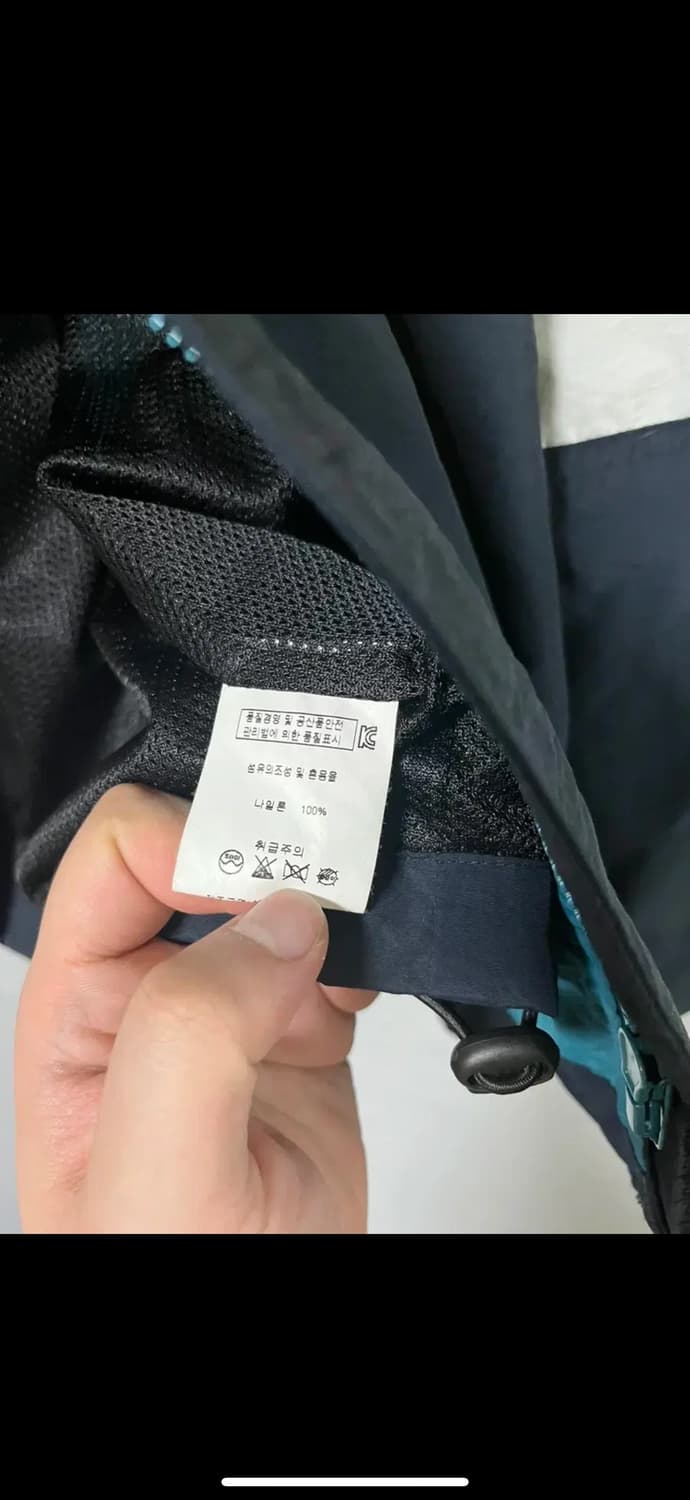 품질경영 및 공산품안전
관리법에 의한 품질표시
섬유의조성 및 혼용율
나일론 100%
취급주의